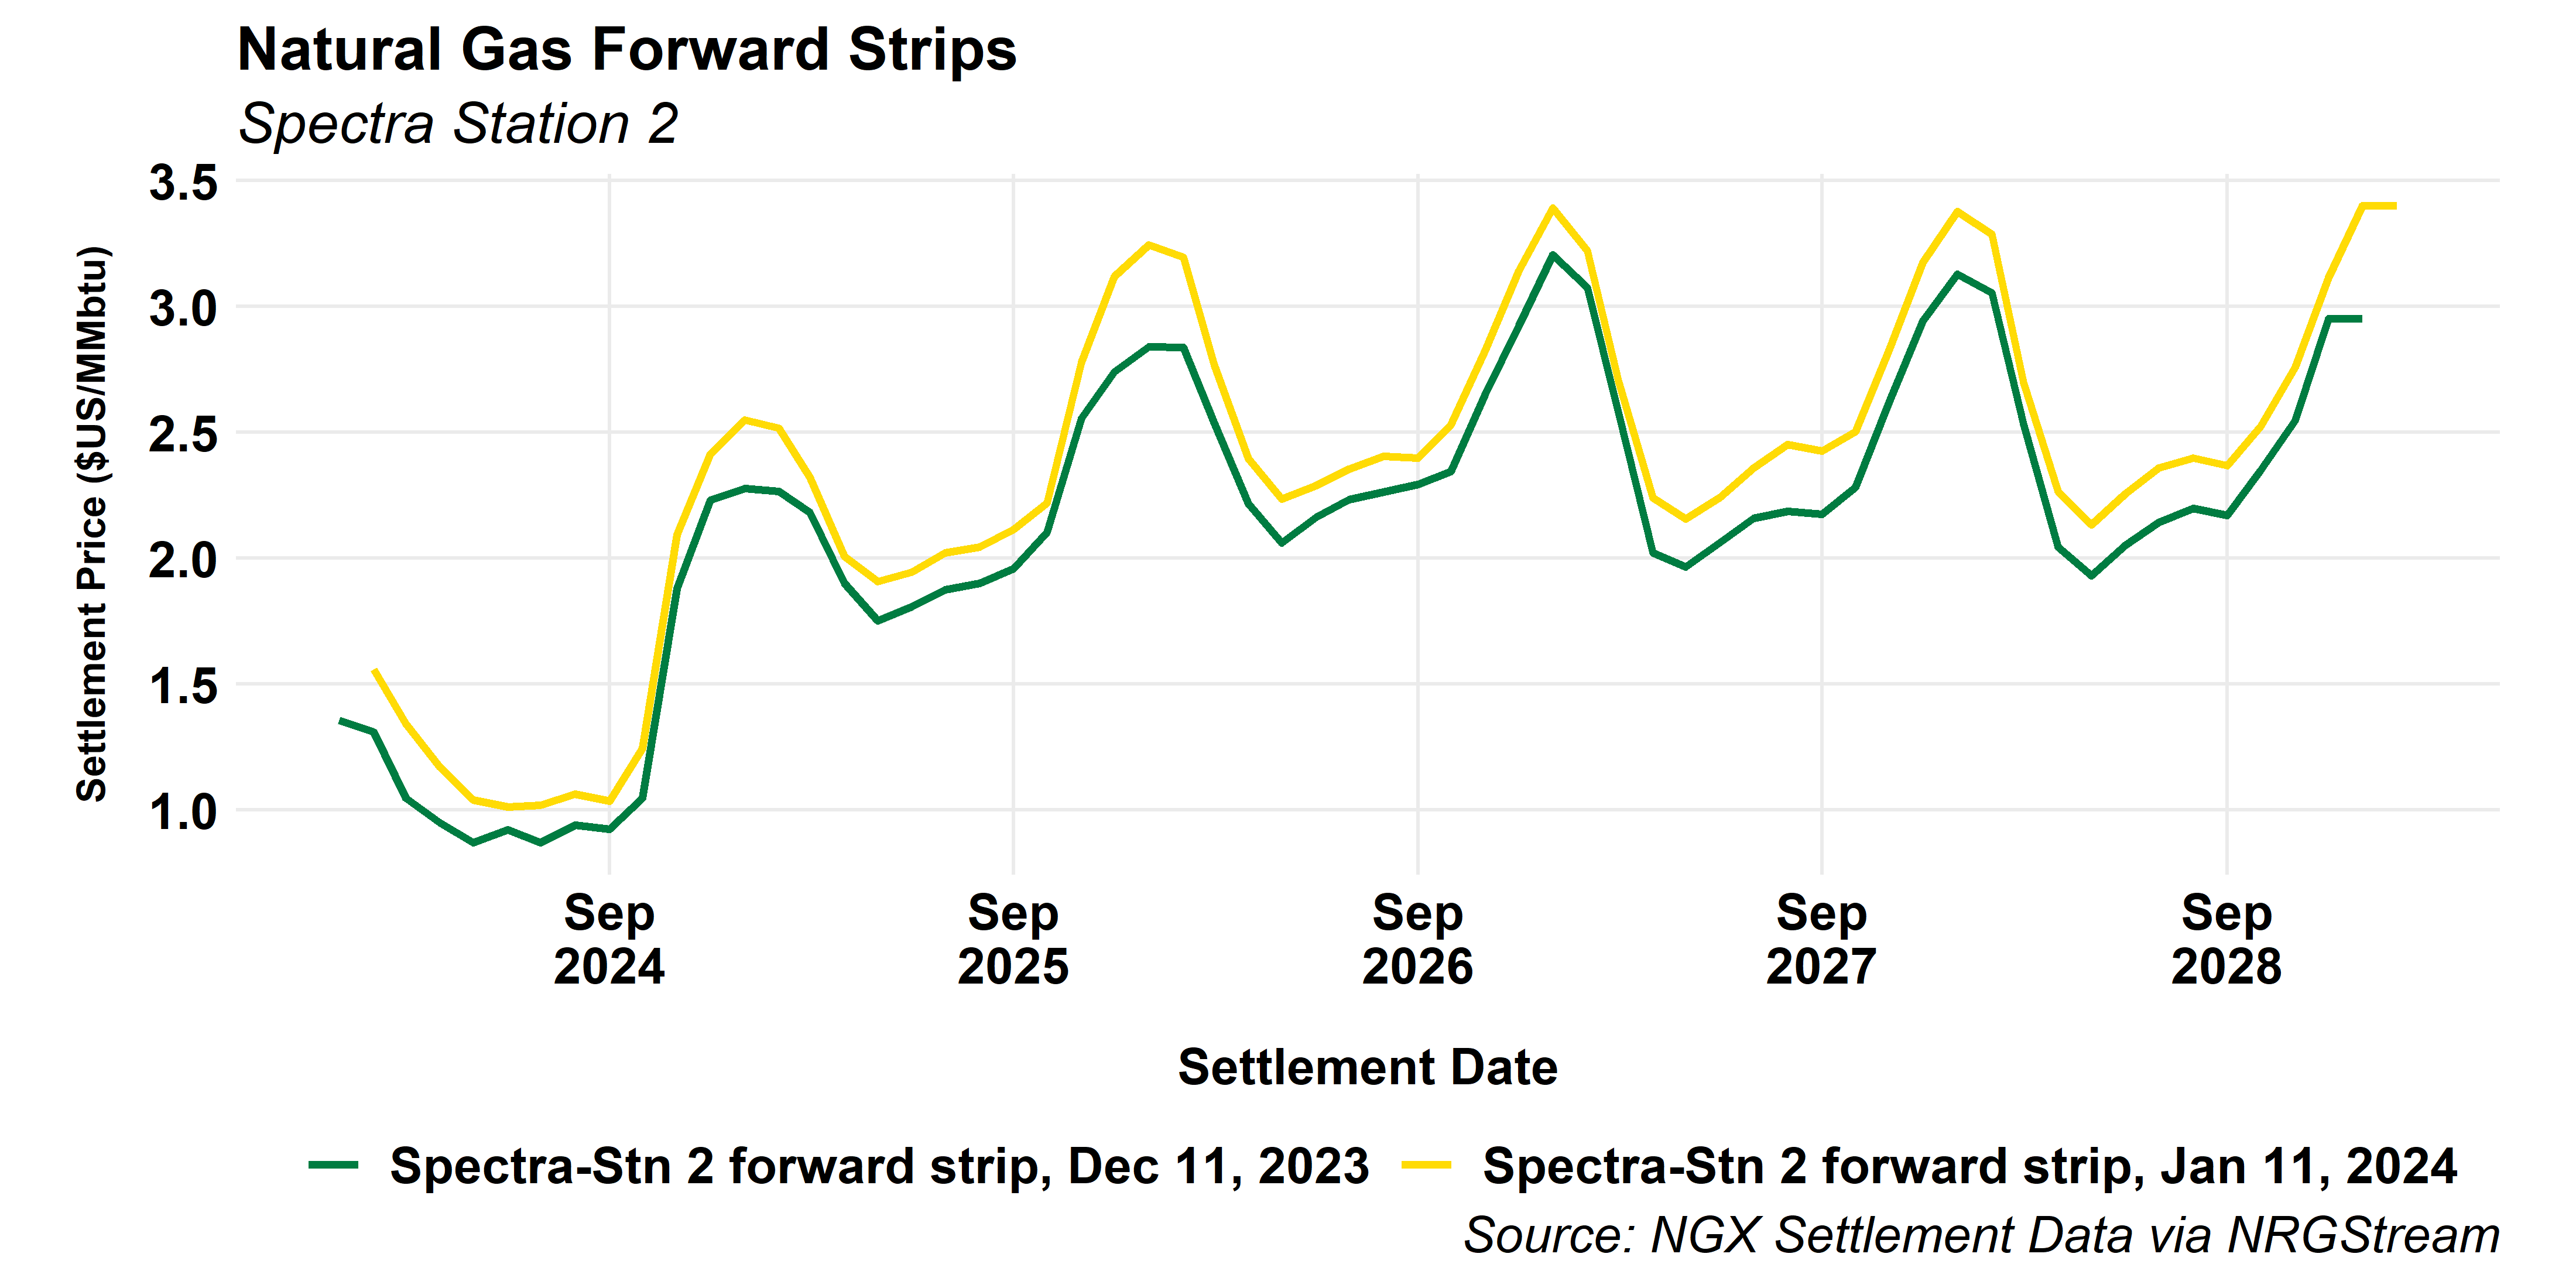 Natural Gas Forward Strips
Spectra Station 2
Settlement Price ($US/MMbtu)
3.5
3.0
2.5
2.0
1.5
1.0
Sep 2024
Sep 2025
Sep 2026
Sep 2027
Sep 2028
Settlement Date
Spectra-Stn 2 forward strip, Dec 11, 2023
Spectra-Stn 2 forward strip, Jan 11, 2024
Source: NGX Settlement Data via NRGStream